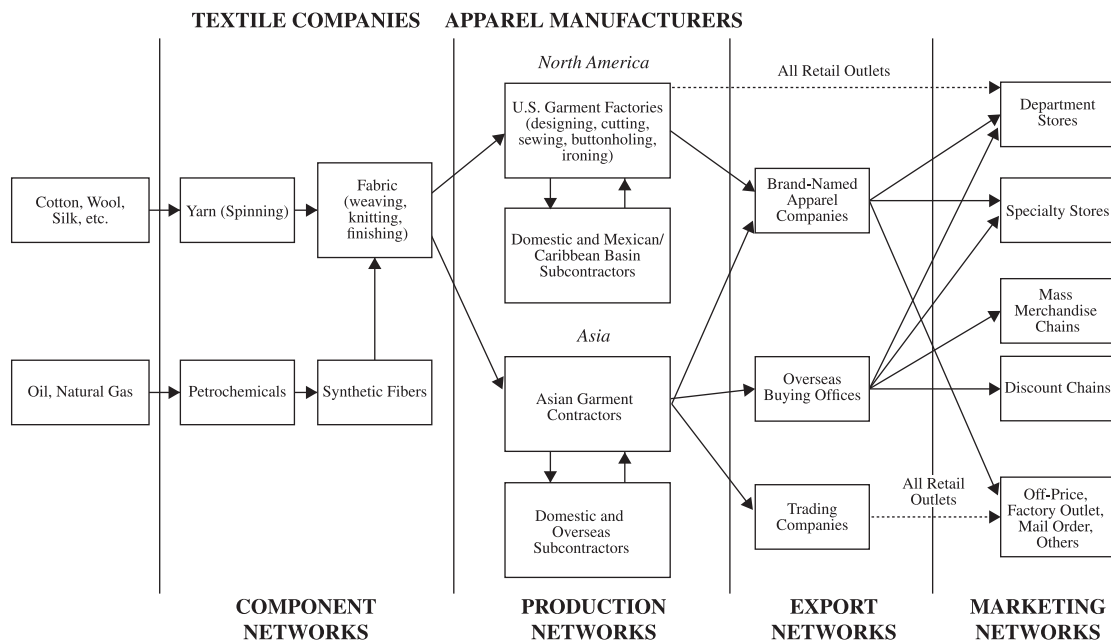 TEXTILE COMPANIES
APPAREL MANUFACTURERS
North America
All Retail Outlets
U.S. Garment Factories
(designing, cutting,
sewing, buttonholing,
ironing)
Department
Stores
Cotton, Wool,
Silk, etc.
Yarn (Spinning)
Fabric
(weaving,
knitting,
finishing)
Brand-Named
Apparel
Companies
Specialty Stores
Domestic and Mexican/
Caribbean Basin
Subcontractors
Mass
Merchandise
Chains
Asia
Oil, Natural Gas
Petrochemicals
Synthetic Fibers
Asian Garment
Contractors
Overseas
Buying Offices
Discount Chains
All Retail
Outlets
Domestic and
Overseas
Subcontractors
Trading
Companies
Off-Price,
Factory Outlet,
Mail Order,
Others
COMPONENT
NETWORKS
PRODUCTION
NETWORKS
EXPORT
NETWORKS
MARKETING
NETWORKS